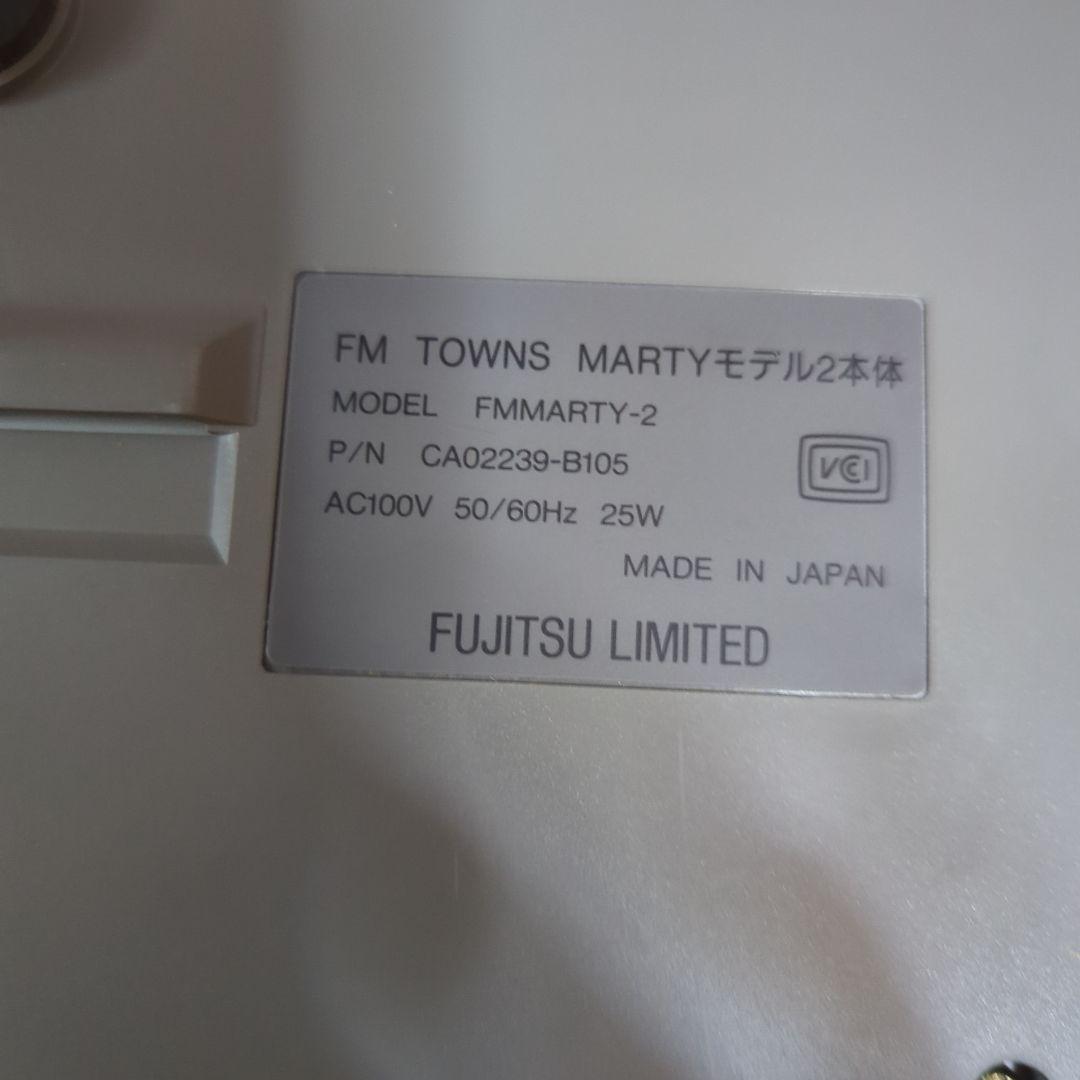 FM TOWNS MARTYモデル2本体
MODEL FMMARTY-2
P/N CA02239-B105
VCCI
AC100V 50/60Hz 25W
MADE IN JAPAN
FUJITSU LIMITED